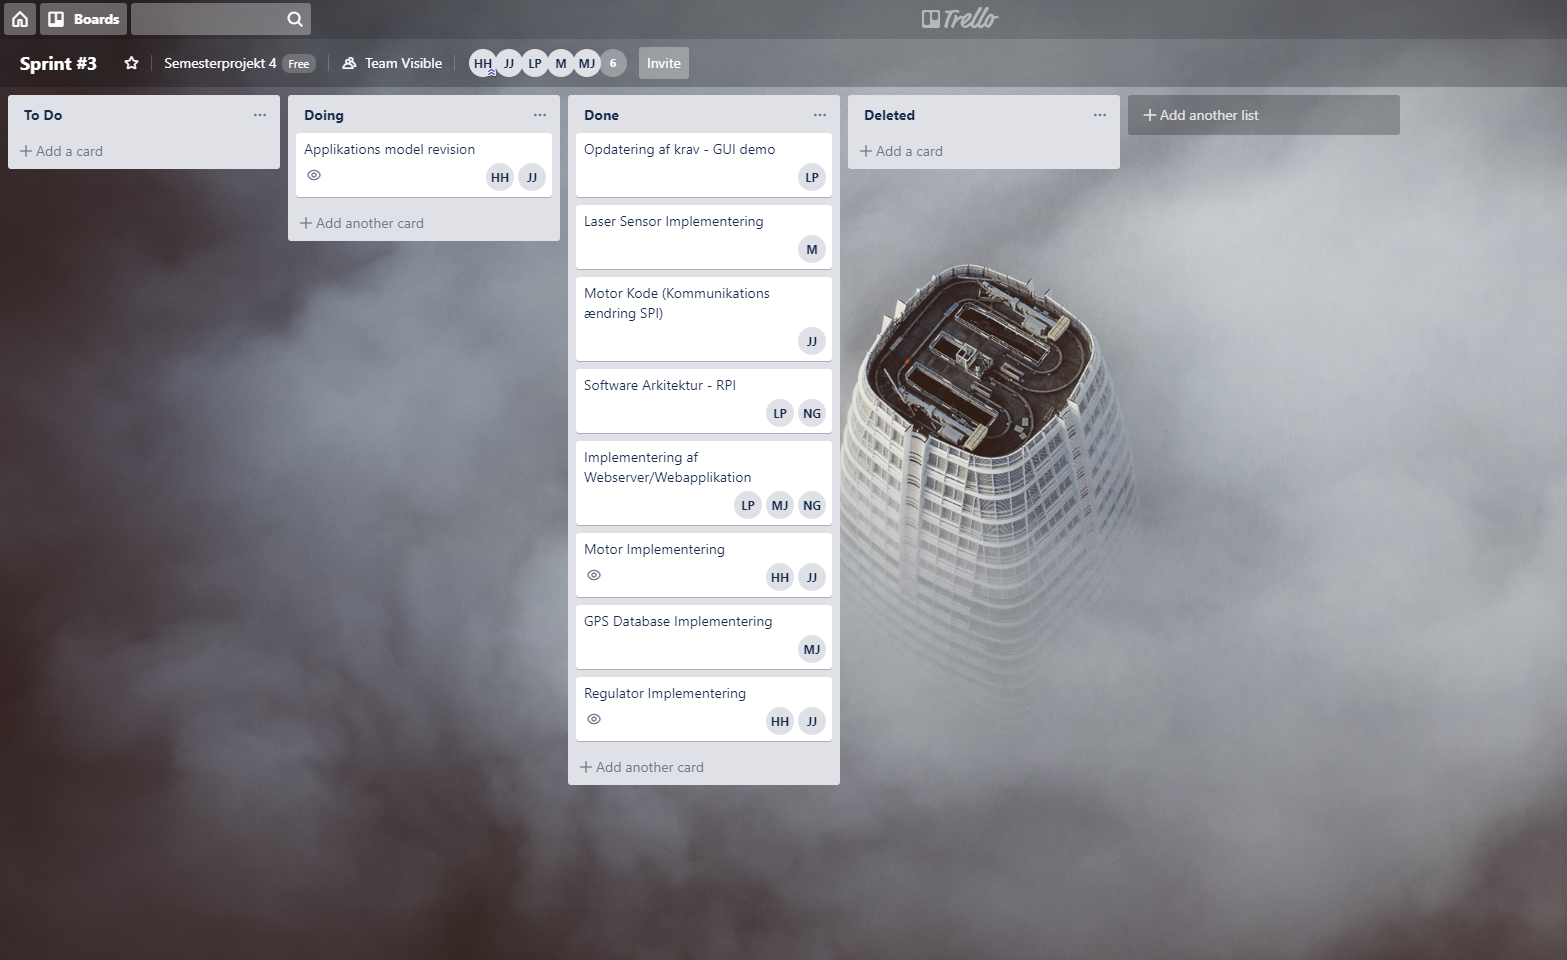 Boards
Trello
Sprint #3
Semesterprojekt 4 Free
Team Visible
HH JJ LP M MJ 6
Invite
To Do
+ Add a card
Doing
Applikations model revision
HH JJ
+ Add another card
Done
Opdatering af krav - GUI demo
LP
Laser Sensor Implementering
M
Motor Kode (Kommunikations
ændring SPI)
JJ
Software Arkitektur - RPI
LP NG
Implementering af
Webserver/Webapplikation
LP MJ NG
Motor Implementering
HH JJ
GPS Database Implementering
MJ
Regulator Implementering
HH JJ
+ Add another card
Deleted
+ Add a card
+ Add another list